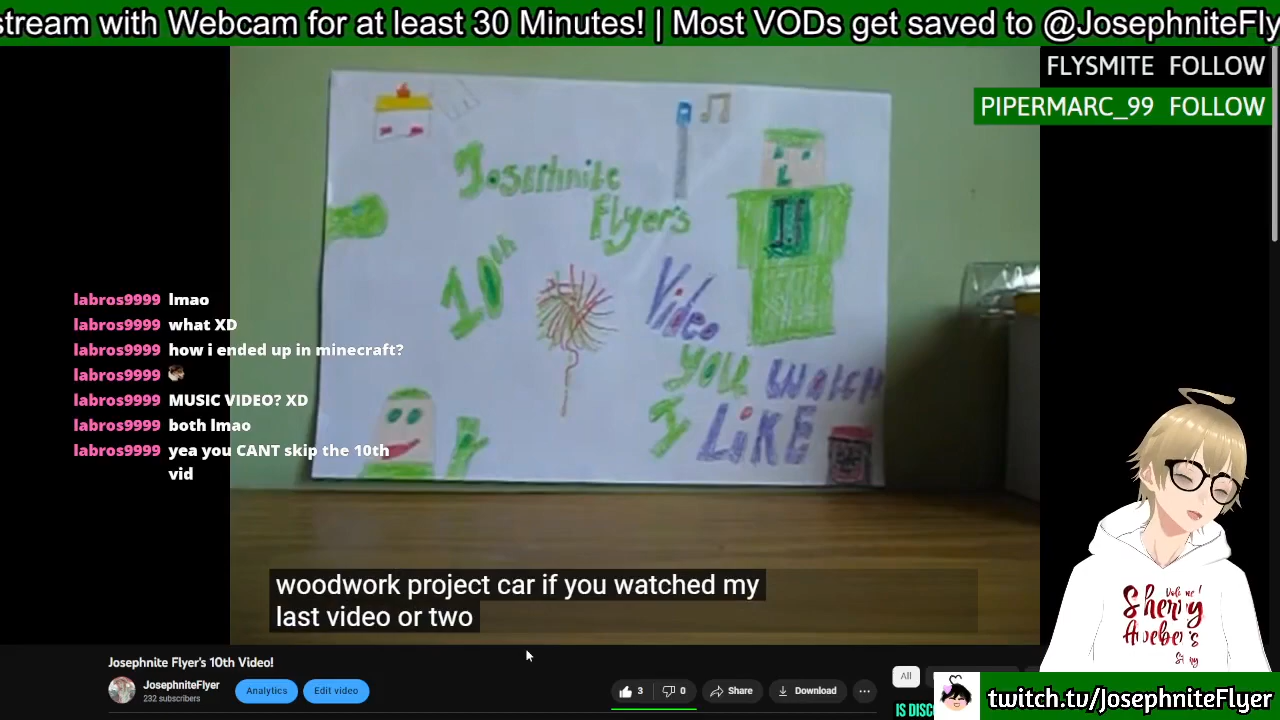 stream with Webcam for at least 30 Minutes! | Most VODs get saved to @JosephniteFly
FLYSMITE FOLLOW
PIPERMARC_99 FOLLOW
Josephnite
Flyer's
10th
Video
YOU WATCH
I LiKE
J.F
labros9999 lmao
labros9999 what XD
labros9999 how i ended up in minecraft?
labros9999
labros9999 MUSIC VIDEO? XD
labros9999 both lmao
labros9999 yea you CANT skip the 10th
vid
woodwork project car if you watched my
last video or two
Josephnite Flyer's 10th Video!
JosephniteFlyer
232 subscribers
Analytics
Edit video
3
0
Share
Download
All
IS DISC
twitch.tv/JosephniteFlyer